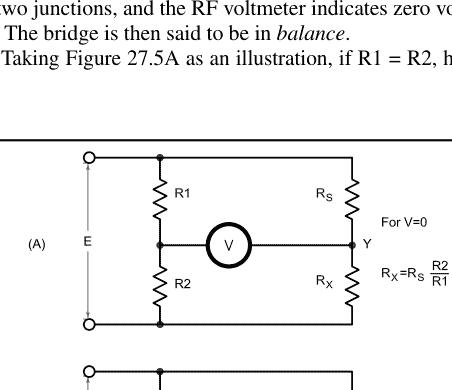 two junctions, and the RF voltmeter indicates zero vo
The bridge is then said to be in balance.
Taking Figure 27.5A as an illustration, if R1 = R2, h
R1
RS
For V=0
(A)
E
V
Y
R2
RX
RX=RS R2/R1